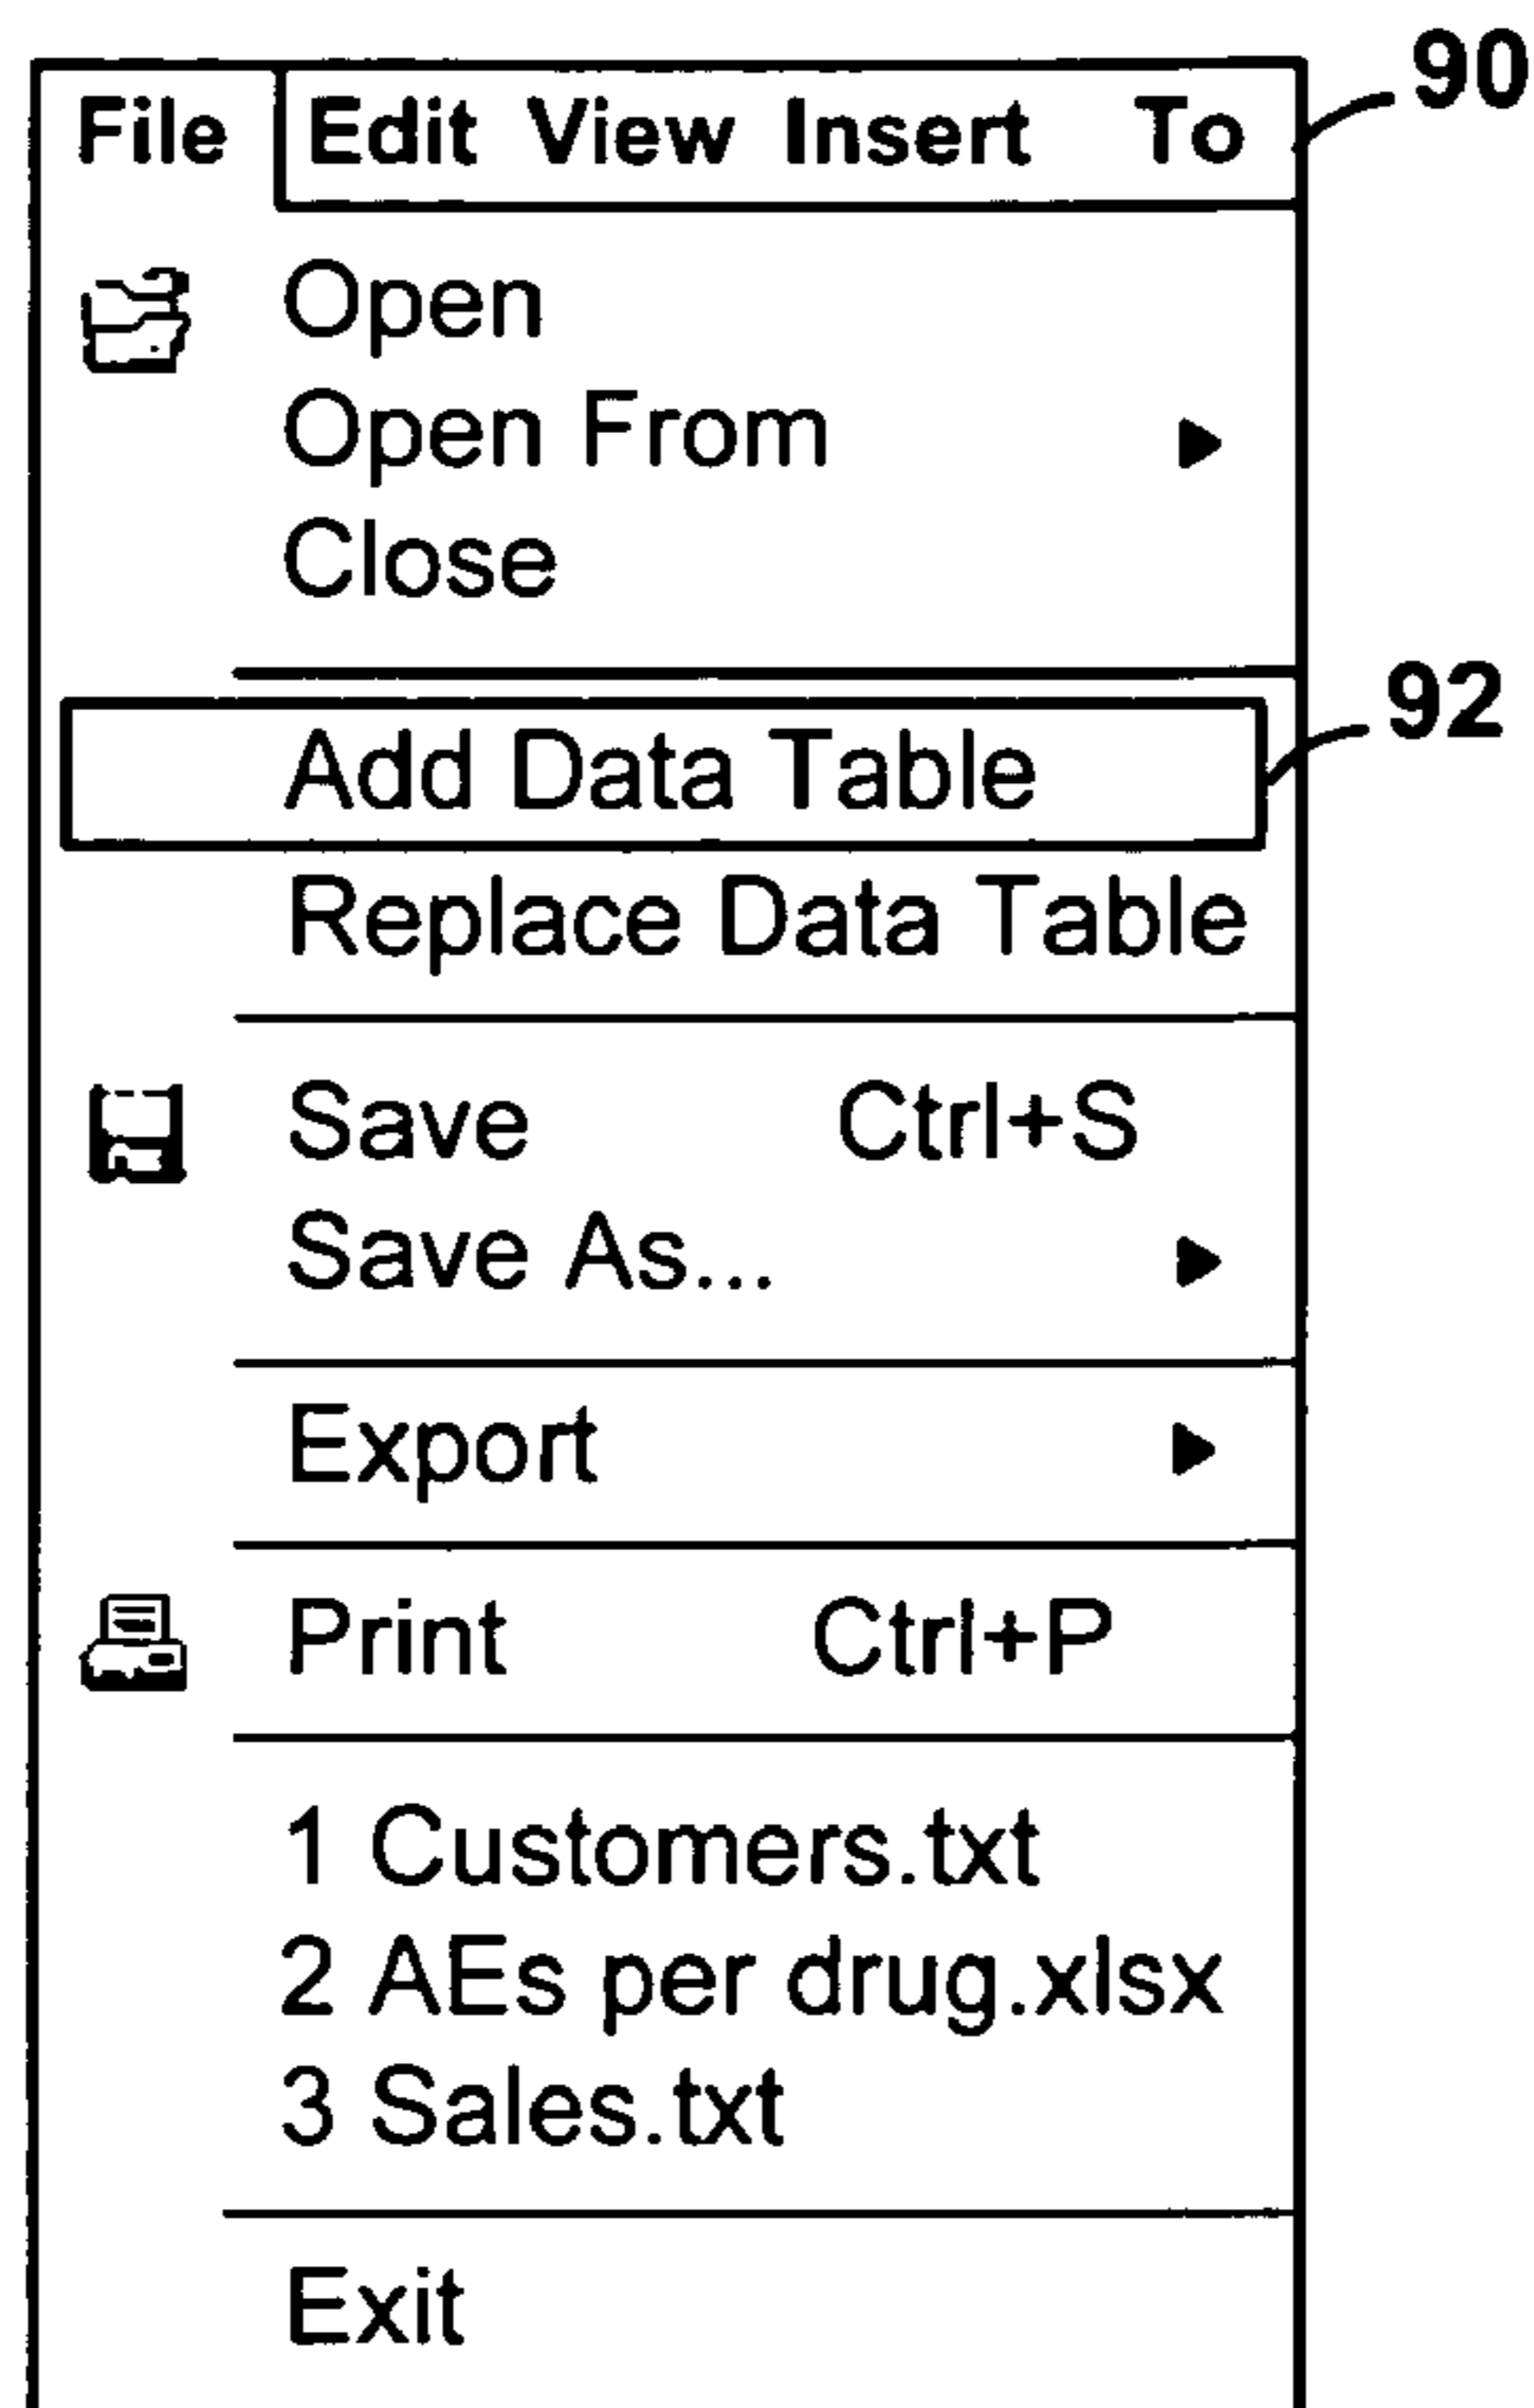 90
File Edit View Insert To
Open
Open From
Close
92
Add Data Table
Replace Data Table
Save Ctrl+S
Save As...
Export
Print Ctrl+P
1 Customers.txt
2 AEs per drug.xlsx
3 Sales.txt
Exit